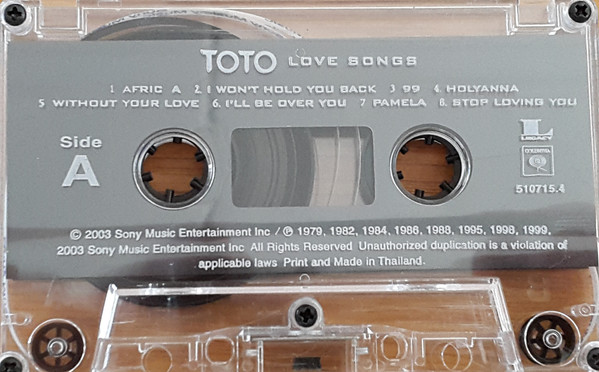 TOTO LOVE SONGS
1 AFRIC A 2. I WON'T HOLD YOU BACK 3 99 4. HOLYANNA
5 WITHOUT YOUR LOVE 6. I'LL BE OVER YOU 7 PAMELA 8. STOP LOVING YOU
Side
A
L
LEGACY
COLUMBIA
510715.4
© 2003 Sony Music Entertainment Inc / ℗ 1979, 1982, 1984, 1986, 1988, 1995, 1998, 1999,
2003 Sony Music Entertainment Inc All Rights Reserved Unauthorized duplication is a violation of
applicable laws Print and Made in Thailand.